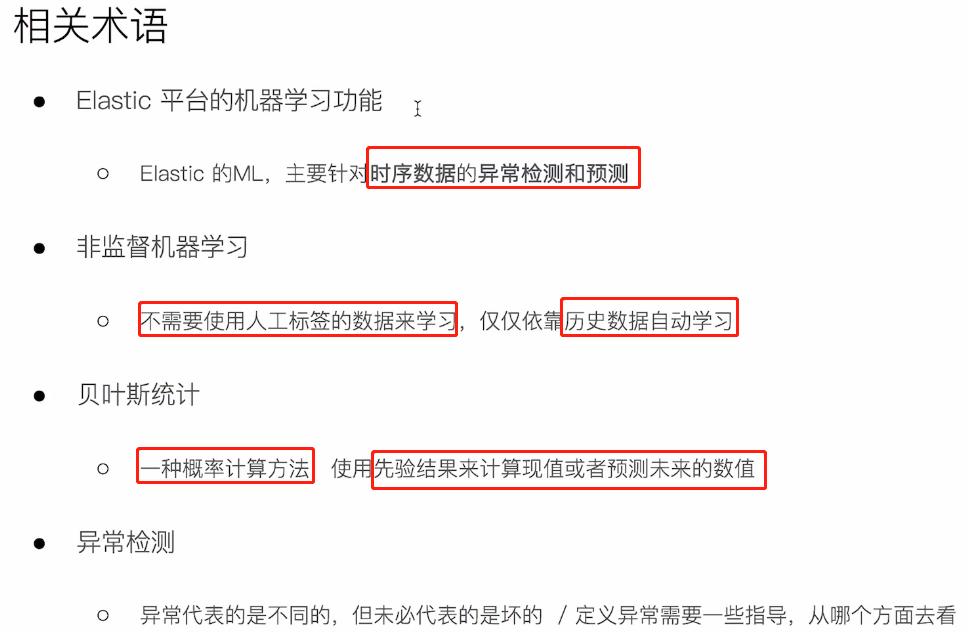 相关术语
● Elastic 平台的机器学习功能
○ Elastic 的ML，主要针对时序数据的异常检测和预测
● 非监督机器学习
○ 不需要使用人工标签的数据来学习，仅仅依靠历史数据自动学习
● 贝叶斯统计
○ 一种概率计算方法 使用先验结果来计算现值或者预测未来的数值
● 异常检测
○ 异常代表的是不同的，但未必代表的是坏的 / 定义异常需要一些指导，从哪个方面去看